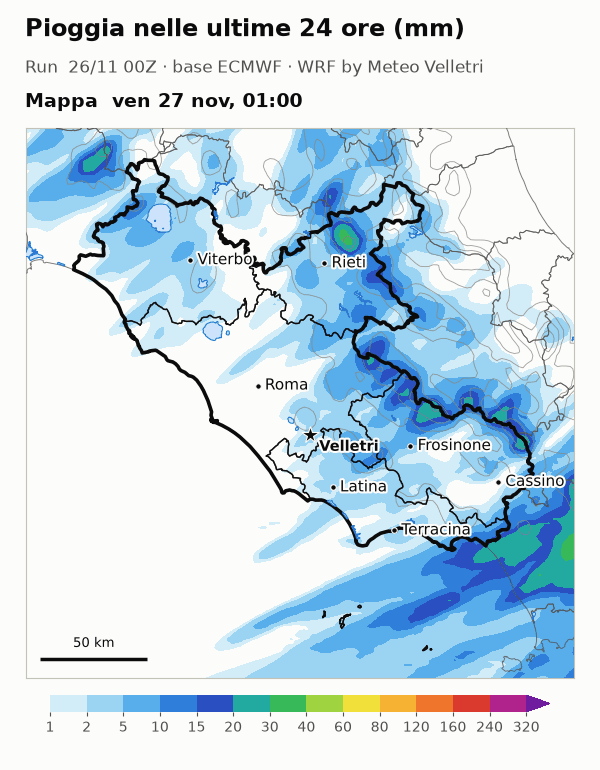 Pioggia nelle ultime 24 ore (mm)
Run  26/11 00Z · base ECMWF · WRF by Meteo Velletri
Mappa  ven 27 nov, 01:00
Viterbo
Rieti
Roma
Velletri
Frosinone
Cassino
Latina
Terracina
50 km
1 2 5 10 15 20 30 40 60 80 120 160 240 320